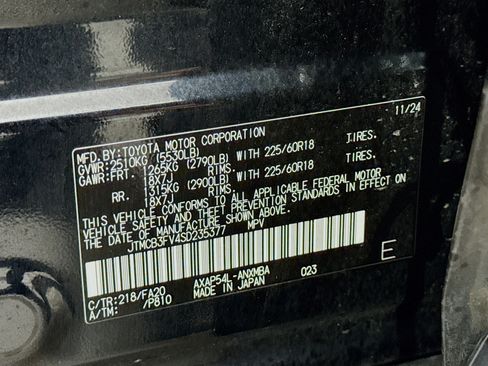 MFD.BY:TOYOTA MOTOR CORPORATION 11/24
GVWR:2510KG (5530LB)
GAWR:FRT. 1265KG (2790LB) WITH 225/60R18 TIRES.
18X7J RIMS.
RR. 1315KG (2900LB) WITH 225/60R18 TIRES.
18X7J RIMS.
THIS VEHICLE CONFORMS TO ALL APPLICABLE FEDERAL MOTOR
VEHICLE SAFETY AND THEFT PREVENTION STANDARDS IN EFFECT ON
THE DATE OF MANUFACTURE SHOWN ABOVE.
JTMCB3FV4SD235377 MPV
E
C/TR:218/FA20 AXAP54L-ANXMBA 023
A/TM: /P810 MADE IN JAPAN